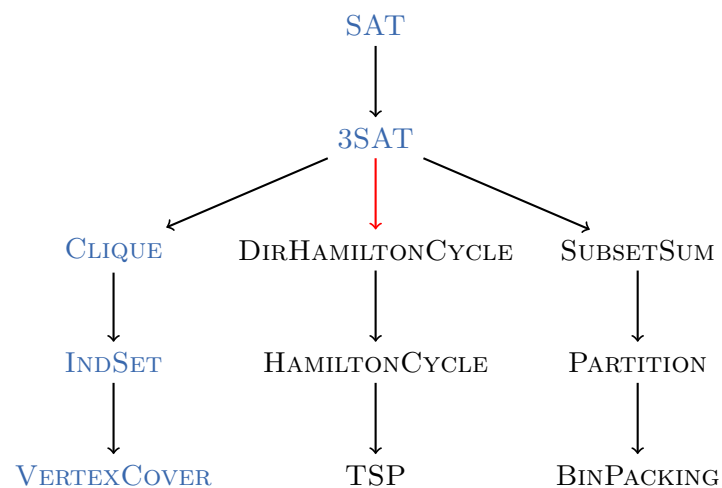 SAT
3SAT
CLIQUE DIRHAMILTONCYCLE SUBSETSUM
INDSET HAMILTONCYCLE PARTITION
VERTEXCOVER TSP BINPACKING